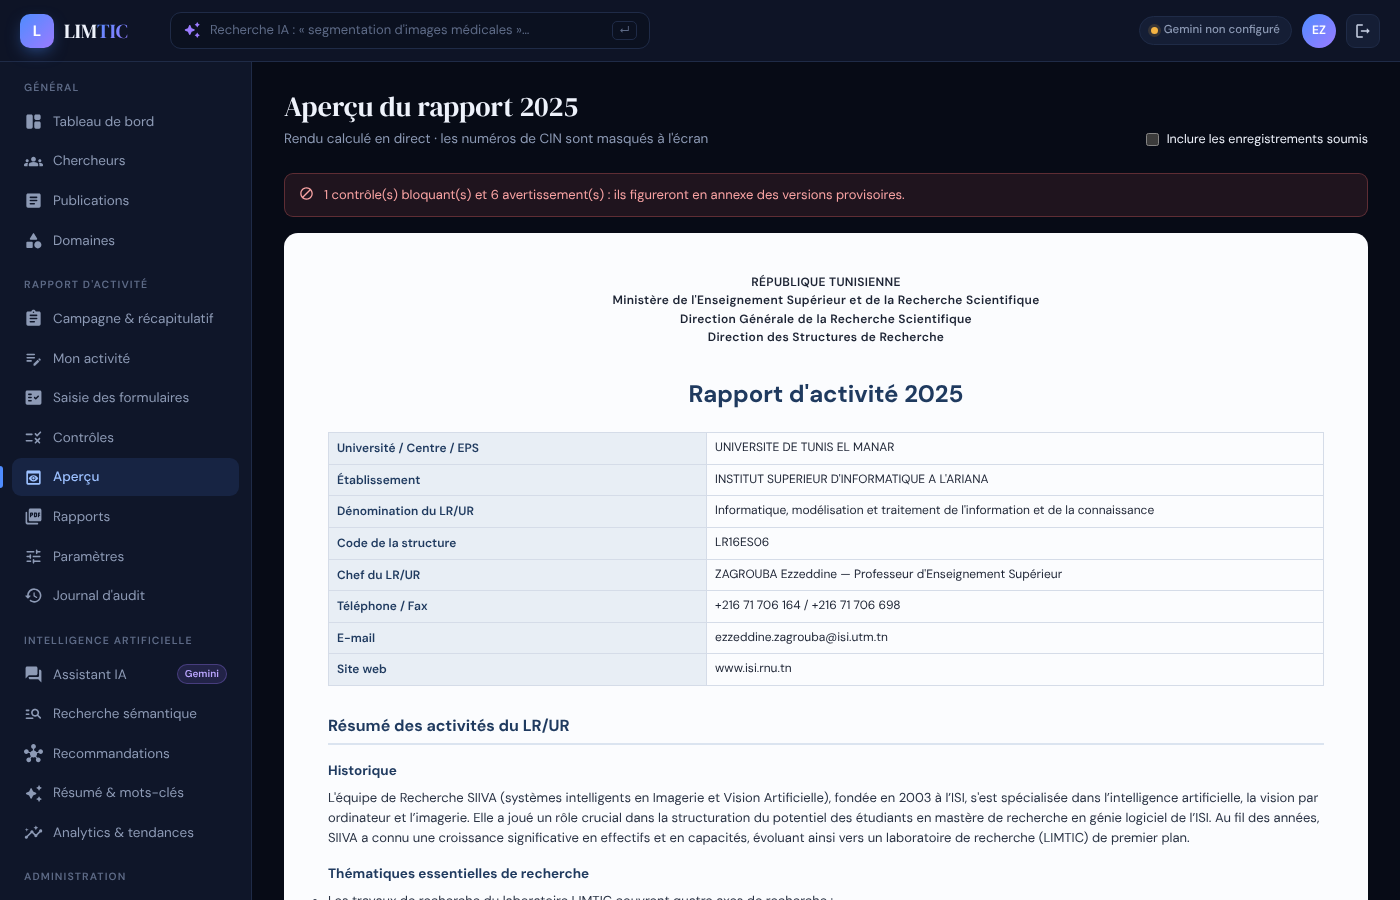 L LIMTIC
Recherche IA : « segmentation d'images médicales »...
Gemini non configuré
EZ
GÉNÉRAL
Tableau de bord
Chercheurs
Publications
Domaines
RAPPORT D'ACTIVITÉ
Campagne & récapitulatif
Mon activité
Saisie des formulaires
Contrôles
Aperçu
Rapports
Paramètres
Journal d'audit
INTELLIGENCE ARTIFICIELLE
Assistant IA Gemini
Recherche sémantique
Recommandations
Résumé & mots-clés
Analytics & tendances
ADMINISTRATION
Aperçu du rapport 2025
Rendu calculé en direct · les numéros de CIN sont masqués à l'écran
Inclure les enregistrements soumis
1 contrôle(s) bloquant(s) et 6 avertissement(s) : ils figureront en annexe des versions provisoires.
RÉPUBLIQUE TUNISIENNE
Ministère de l'Enseignement Supérieur et de la Recherche Scientifique
Direction Générale de la Recherche Scientifique
Direction des Structures de Recherche
Rapport d'activité 2025
Université / Centre / EPS UNIVERSITE DE TUNIS EL MANAR
Établissement INSTITUT SUPERIEUR D'INFORMATIQUE A L'ARIANA
Dénomination du LR/UR Informatique, modélisation et traitement de l'information et de la connaissance
Code de la structure LR16ES06
Chef du LR/UR ZAGROUBA Ezzeddine — Professeur d'Enseignement Supérieur
Téléphone / Fax +216 71 706 164 / +216 71 706 698
E-mail ezzeddine.zagrouba@isi.utm.tn
Site web www.isi.rnu.tn
Résumé des activités du LR/UR
Historique
L'équipe de Recherche SIIVA (systèmes intelligents en Imagerie et Vision Artificielle), fondée en 2003 à l'ISI, s'est spécialisée dans l'intelligence artificielle, la vision par
ordinateur et l'imagerie. Elle a joué un rôle crucial dans la structuration du potentiel des étudiants en mastère de recherche en génie logiciel de l'ISI. Au fil des années,
SIIVA a connu une croissance significative en effectifs et en capacités, évoluant ainsi vers un laboratoire de recherche (LIMTIC) de premier plan.
Thématiques essentielles de recherche
Les travaux de recherche du laboratoire LIMTIC couvrent quatre axes de recherche :